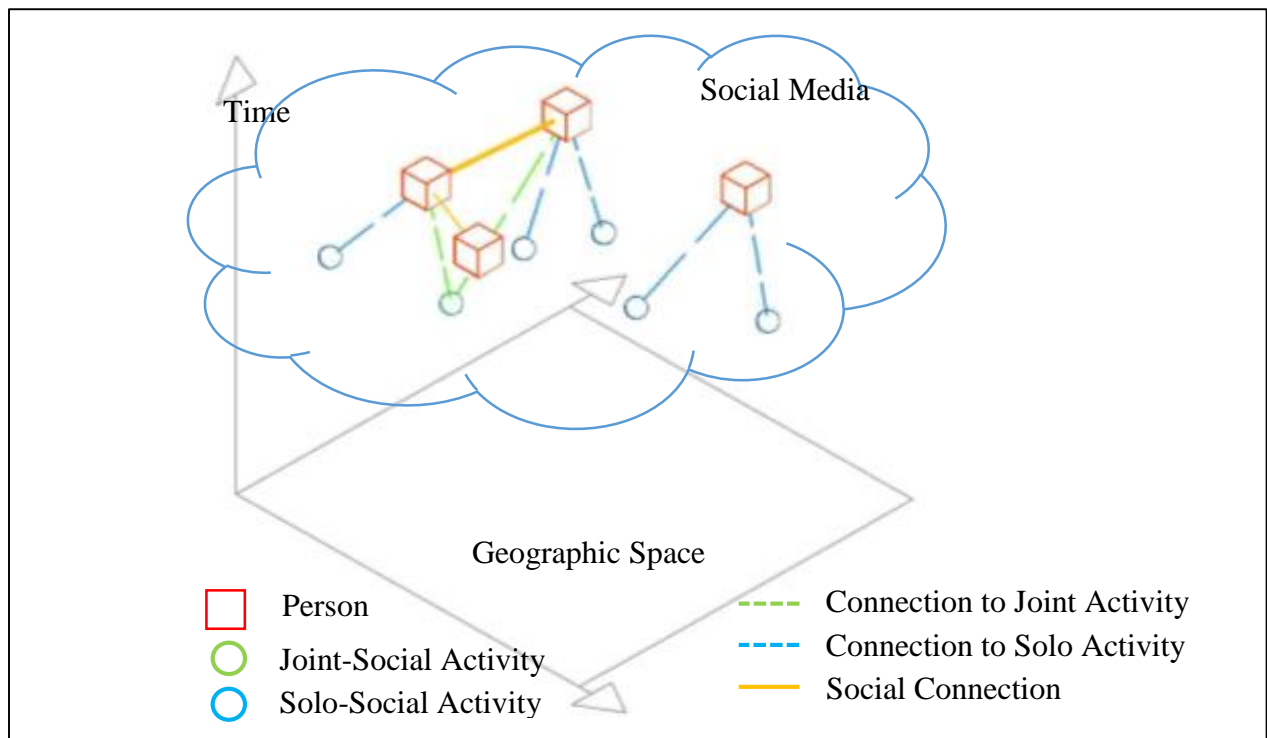 Time
Social Media
Geographic Space
Person
Joint-Social Activity
Solo-Social Activity
Connection to Joint Activity
Connection to Solo Activity
Social Connection